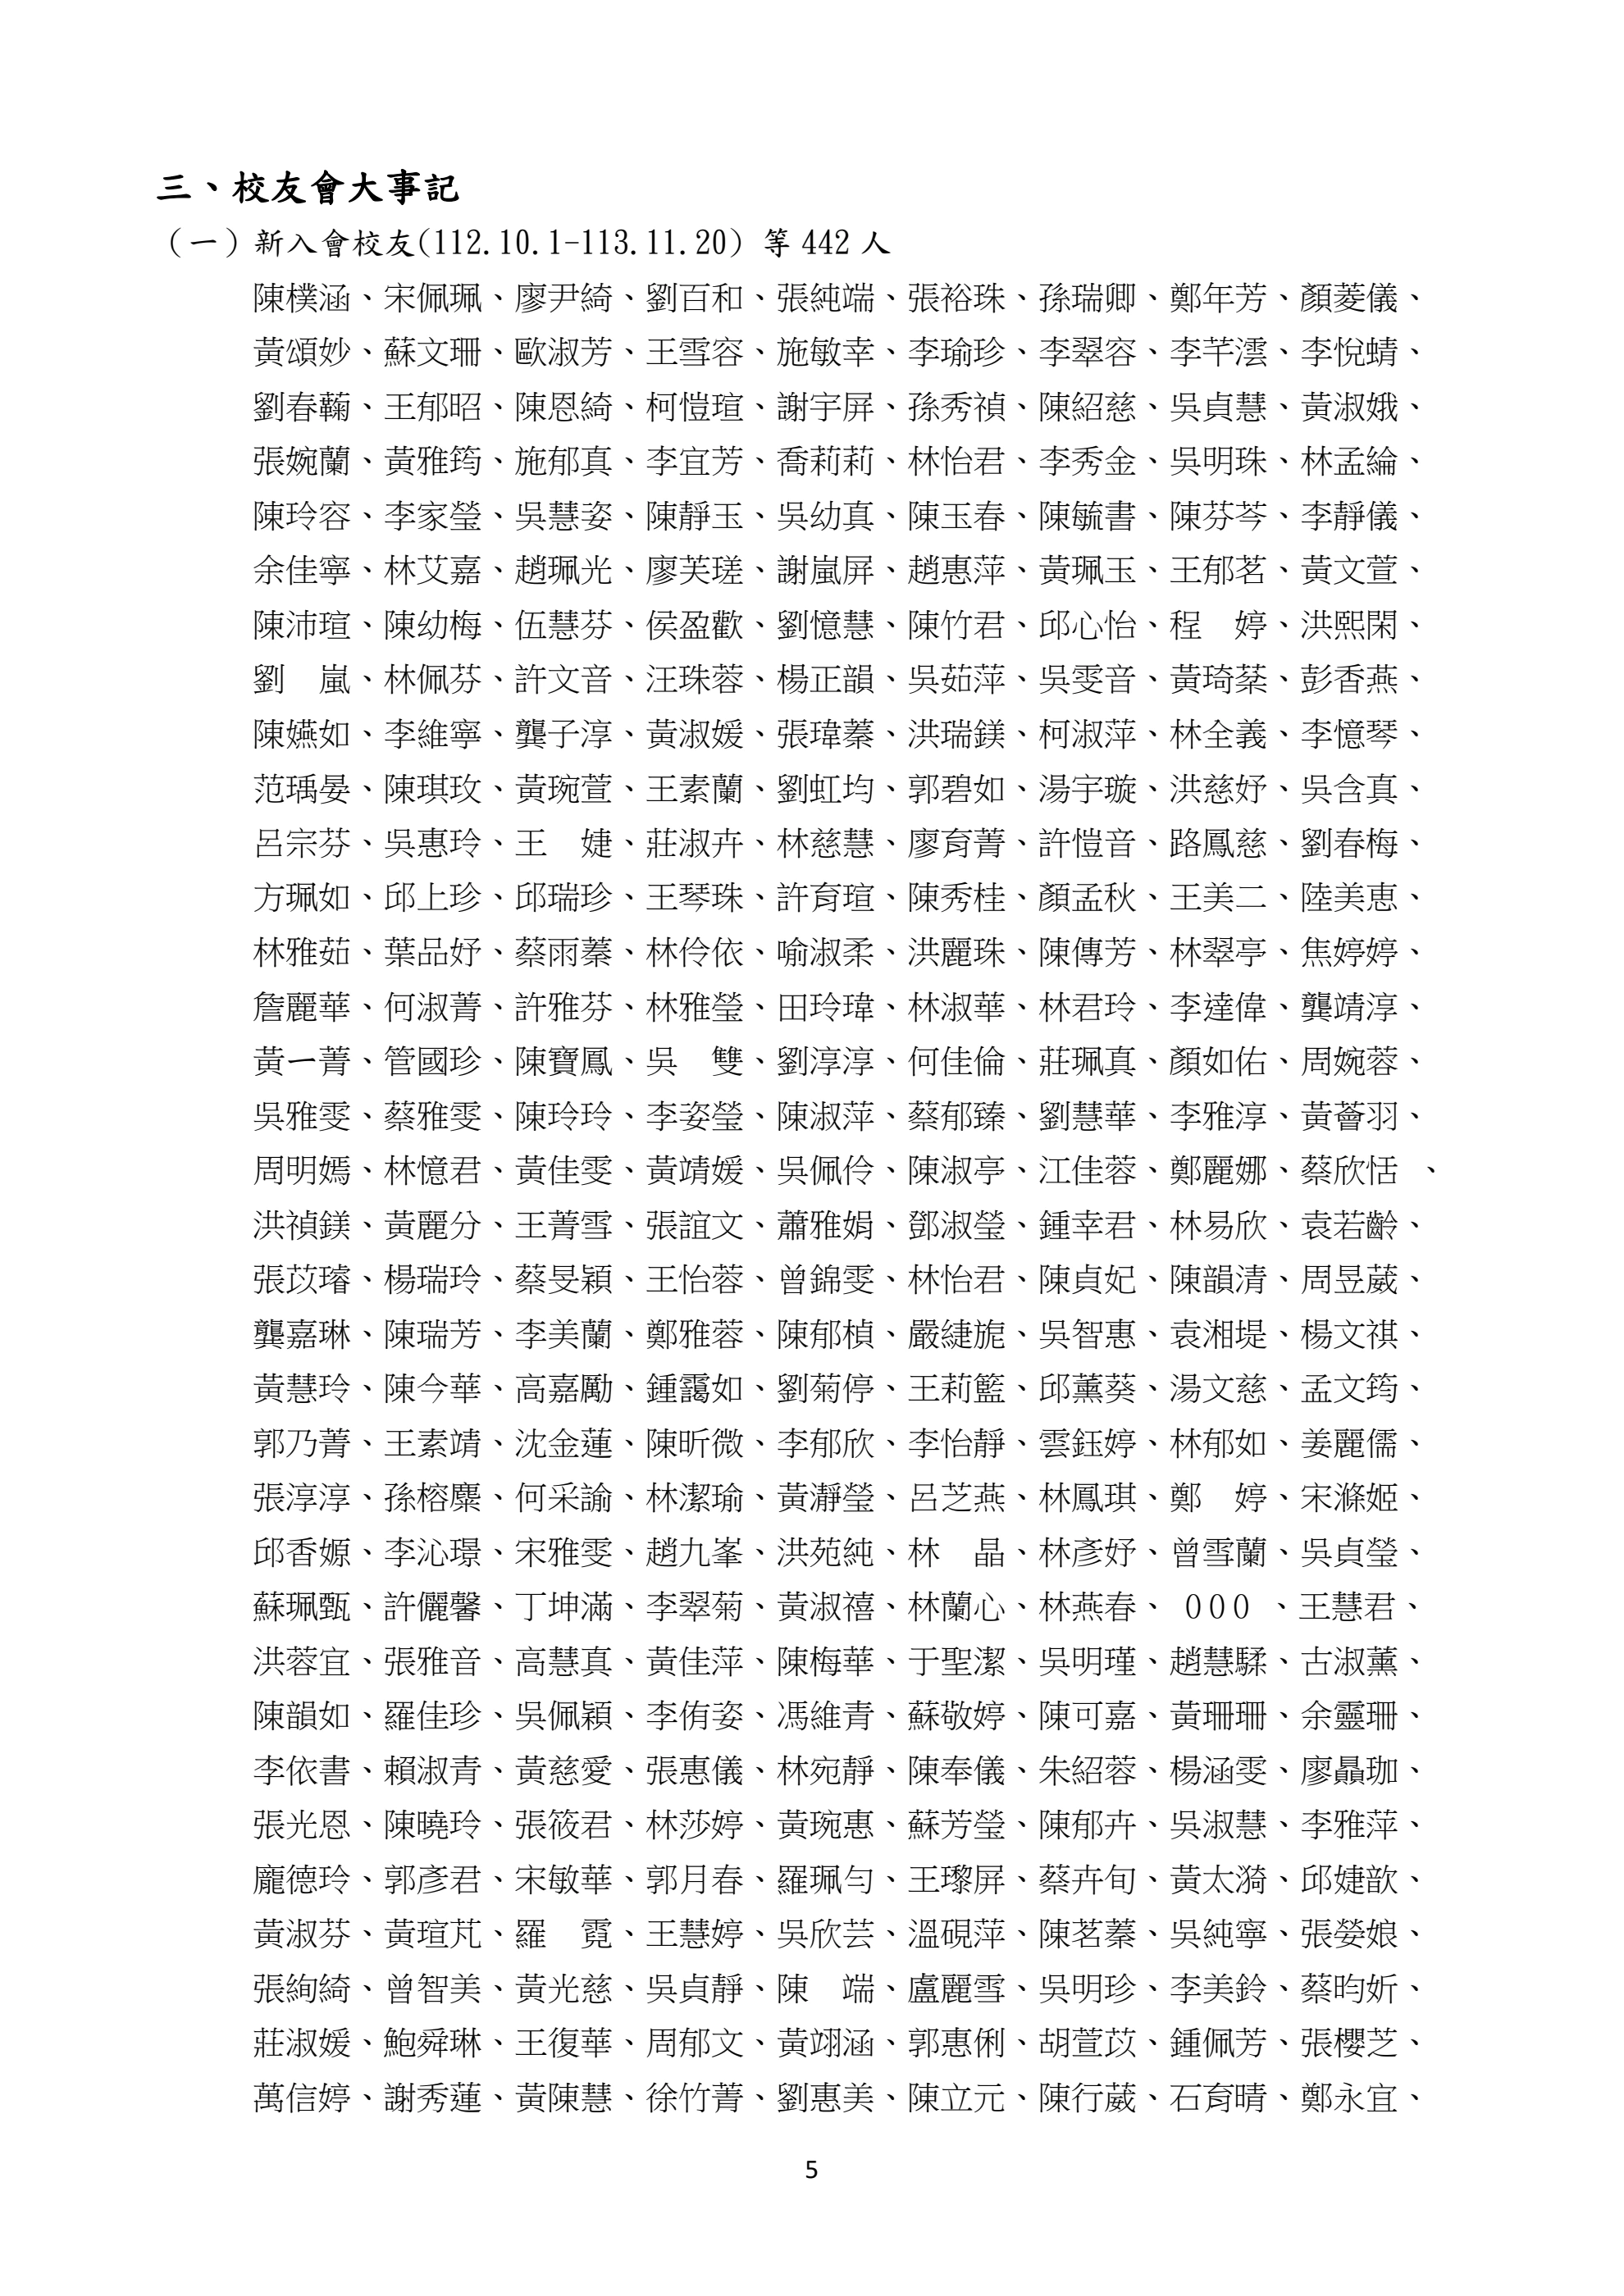 三、校友會大事記
（一）新入會校友(112.10.1-113.11.20) 等 442 人
陳樸涵、宋佩珮、廖尹綺、劉百和、張純端、張裕珠、孫瑞卿、鄭年芳、顏菱儀、
黃頌妙、蘇文珊、歐淑芳、王雪容、施敏幸、李瑜珍、李翠容、李芊澐、李悅蜻、
劉春蘜、王郁昭、陳恩綺、柯愷瑄、謝宇屏、孫秀禎、陳紹慈、吳貞慧、黃淑娥、
張婉蘭、黃雅筠、施郁真、李宜芳、喬莉莉、林怡君、李秀金、吳明珠、林孟綸、
陳玲容、李家瑩、吳慧姿、陳靜玉、吳幼真、陳玉春、陳毓書、陳芬芩、李靜儀、
余佳寧、林艾嘉、趙珮光、廖芙瑳、謝嵐屏、趙惠萍、黃珮玉、王郁茗、黃文萱、
陳沛瑄、陳幼梅、伍慧芬、侯盈歡、劉憶慧、陳竹君、邱心怡、程　婷、洪熙閑、
劉　嵐、林佩芬、許文音、汪珠蓉、楊正韻、吳茹萍、吳雯音、黃琦棻、彭香燕、
陳嬿如、李維寧、龔子淳、黃淑媛、張瑋蓁、洪瑞鎂、柯淑萍、林全義、李憶琴、
范瑀晏、陳琪玫、黃琬萱、王素蘭、劉虹均、郭碧如、湯宇璇、洪慈妤、吳含真、
呂宗芬、吳惠玲、王　婕、莊淑卉、林慈慧、廖育菁、許愷音、路鳳慈、劉春梅、
方珮如、邱上珍、邱瑞珍、王琴珠、許育瑄、陳秀桂、顏孟秋、王美二、陸美恵、
林雅茹、葉品妤、蔡雨蓁、林伶依、喻淑柔、洪麗珠、陳傳芳、林翠亭、焦婷婷、
詹麗華、何淑菁、許雅芬、林雅瑩、田玲瑋、林淑華、林君玲、李達偉、龔靖淳、
黃一菁、管國珍、陳寶鳳、吳　雙、劉淳淳、何佳倫、莊珮真、顏如佑、周婉蓉、
吳雅雯、蔡雅雯、陳玲玲、李姿瑩、陳淑萍、蔡郁臻、劉慧華、李雅淳、黃薈羽、
周明嫣、林憶君、黃佳雯、黃靖媛、吳佩伶、陳淑亭、江佳蓉、鄭麗娜、蔡欣恬 、
洪禎鎂、黃麗分、王菁雪、張誼文、蕭雅娟、鄧淑瑩、鍾幸君、林易欣、袁若齡、
張苡璿、楊瑞玲、蔡旻穎、王怡蓉、曾錦雯、林怡君、陳貞妃、陳韻清、周昱葳、
龔嘉琳、陳瑞芳、李美蘭、鄭雅蓉、陳郁楨、嚴緁旎、吳智惠、袁湘堤、楊文祺、
黃慧玲、陳今華、高嘉勵、鍾靄如、劉菊停、王莉籃、邱薰葵、湯文慈、孟文筠、
郭乃菁、王素靖、沈金蓮、陳昕微、李郁欣、李怡靜、雲鈺婷、林郁如、姜麗儒、
張淳淳、孫榕麋、何采諭、林潔瑜、黃瀞瑩、呂芝燕、林鳳琪、鄭　婷、宋滌姬、
邱香嫄、李沁璟、宋雅雯、趙九峯、洪苑純、林　晶、林彥妤、曾雪蘭、吳貞瑩、
蘇珮甄、許儷馨、丁坤滿、李翠菊、黃淑禧、林蘭心、林燕春、 000 、王慧君、
洪蓉宜、張雅音、高慧真、黃佳萍、陳梅華、于聖潔、吳明瑾、趙慧騥、古淑薰、
陳韻如、羅佳珍、吳佩穎、李侑姿、馮維青、蘇敬婷、陳可嘉、黃珊珊、余靈珊、
李依書、賴淑青、黃慈愛、張惠儀、林宛靜、陳奉儀、朱紹蓉、楊涵雯、廖贔珈、
張光恩、陳曉玲、張筱君、林莎婷、黃琬惠、蘇芳瑩、陳郁卉、吳淑慧、李雅萍、
龐德玲、郭彥君、宋敏華、郭月春、羅珮勻、王瓈屏、蔡卉旬、黃太漪、邱婕歆、
黃淑芬、黃瑄芃、羅　霓、王慧婷、吳欣芸、溫硯萍、陳茗蓁、吳純寧、張嫈娘、
張絢綺、曾智美、黃光慈、吳貞靜、陳　端、盧麗雪、吳明珍、李美鈴、蔡昀妡、
莊淑媛、鮑舜琳、王復華、周郁文、黃翊涵、郭惠俐、胡萱苡、鍾佩芳、張櫻芝、
萬信婷、謝秀蓮、黃陳慧、徐竹菁、劉惠美、陳立元、陳行葳、石育晴、鄭永宜、
5